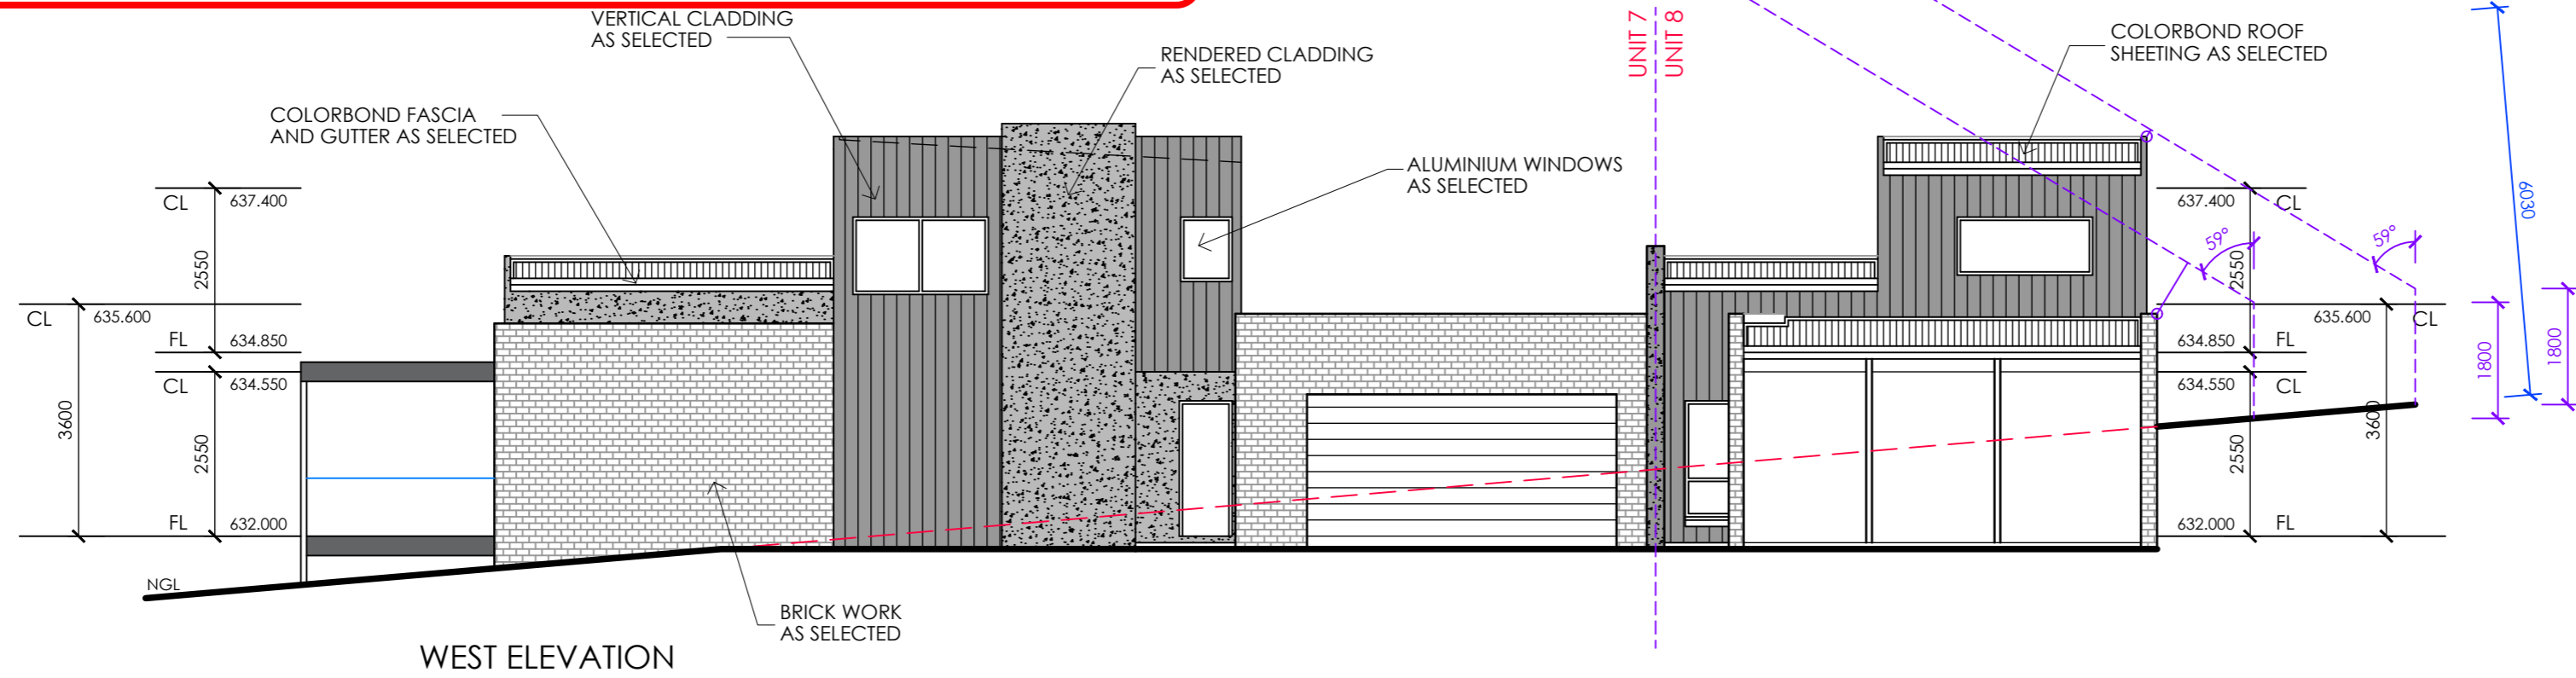 VERTICAL CLADDING
AS SELECTED
RENDERED CLADDING
AS SELECTED
UNIT 7
UNIT 8
COLORBOND ROOF
SHEETING AS SELECTED
COLORBOND FASCIA
AND GUTTER AS SELECTED
ALUMINIUM WINDOWS
AS SELECTED
CL 637.400
2550
CL 635.600
FL 634.850
CL 634.550
3600
2550
FL 632.000
NGL
637.400 CL
59°
59°
2550
635.600 CL
634.850 FL
634.550 CL
3600
2550
632.000 FL
6030
1800
1800
BRICK WORK
AS SELECTED
WEST ELEVATION